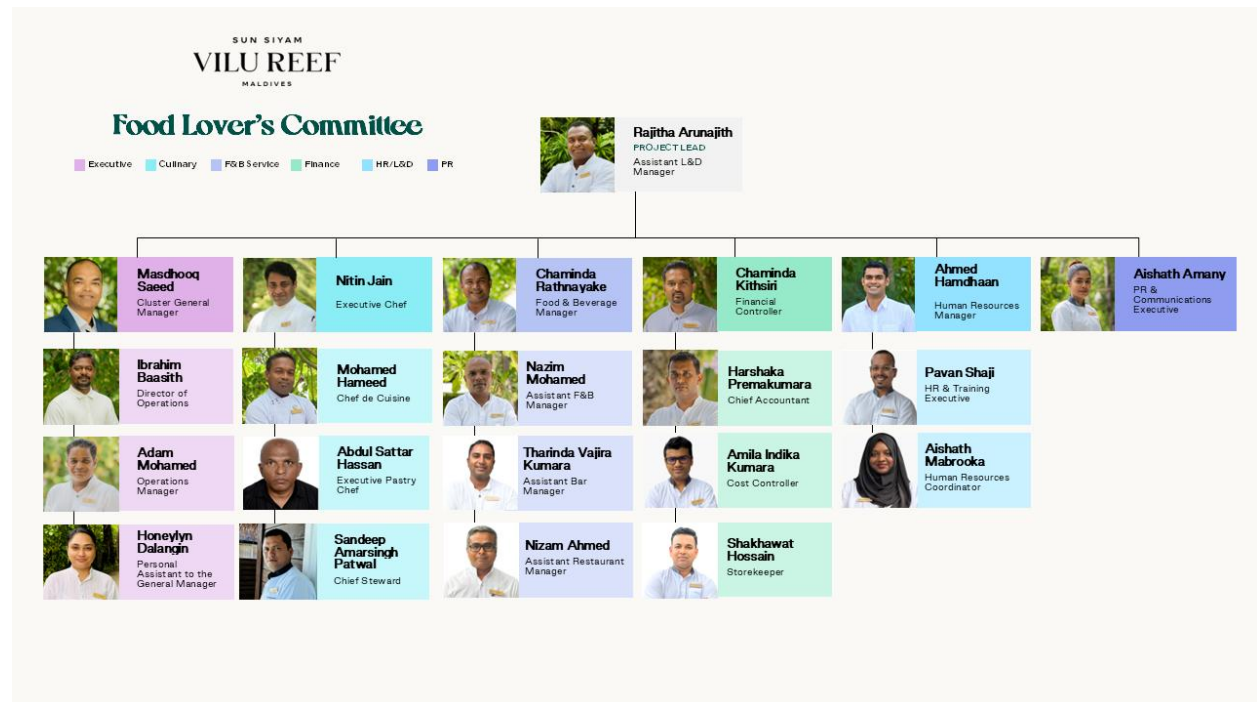 SUN SIYAM
VILU REEF
MALDIVES
Food Lover's Committee
Executive
Culinary
F&B Service
Finance
HR/L&D
PR
Rajitha Arunajith
PROJECT LEAD
Assistant L&D
Manager
Masdhooq
Saeed
Cluster General
Manager
Nitin Jain
Executive Chef
Chaminda
Rathnayake
Food & Beverage
Manager
Chaminda
Kithsiri
Financial
Controller
Ahmed
Hamdhaan
Human Resources
Manager
Aishath Amany
PR &
Communications
Executive
Ibrahim
Baasith
Director of
Operations
Mohamed
Hameed
Chef de Cuisine
Nazim
Mohamed
Assistant F&B
Manager
Harshaka
Premakumara
Chief Accountant
Pavan Shaji
HR & Training
Executive
Adam
Mohamed
Operations
Manager
Abdul Sattar
Hassan
Executive Pastry
Chef
Tharinda Vajira
Kumara
Assistant Bar
Manager
Amila Indika
Kumara
Cost Controller
Aishath
Mabrooka
Human Resources
Coordinator
Honeylyn
Dalangin
Personal
Assistant to the
General Manager
Sandeep
Amarsingh
Patwal
Chief Steward
Nizam Ahmed
Assistant Restaurant
Manager
Shakhawat
Hossain
Storekeeper